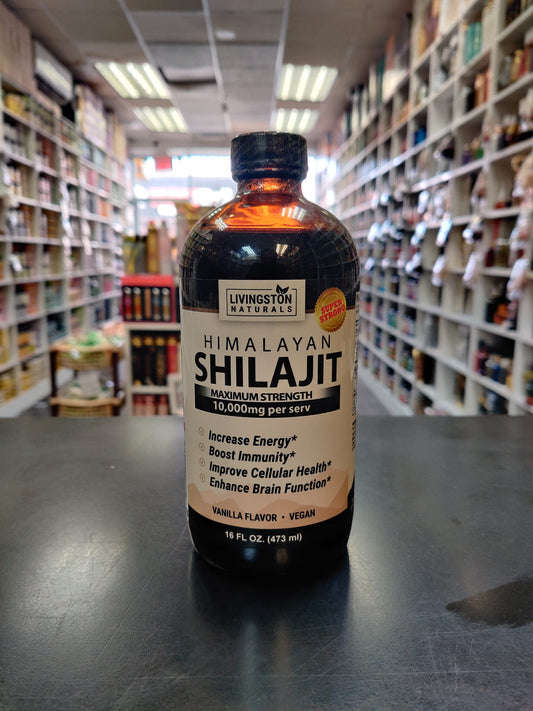 LIVINGSTON
NATURALS
SUPER
STRONG
HIMALAYAN
SHILAJIT
MAXIMUM STRENGTH
10,000mg per serv
Increase Energy*
Boost Immunity*
Improve Cellular Health*
Enhance Brain Function*
VANILLA FLAVOR • VEGAN
16 FL OZ. (473 ml)